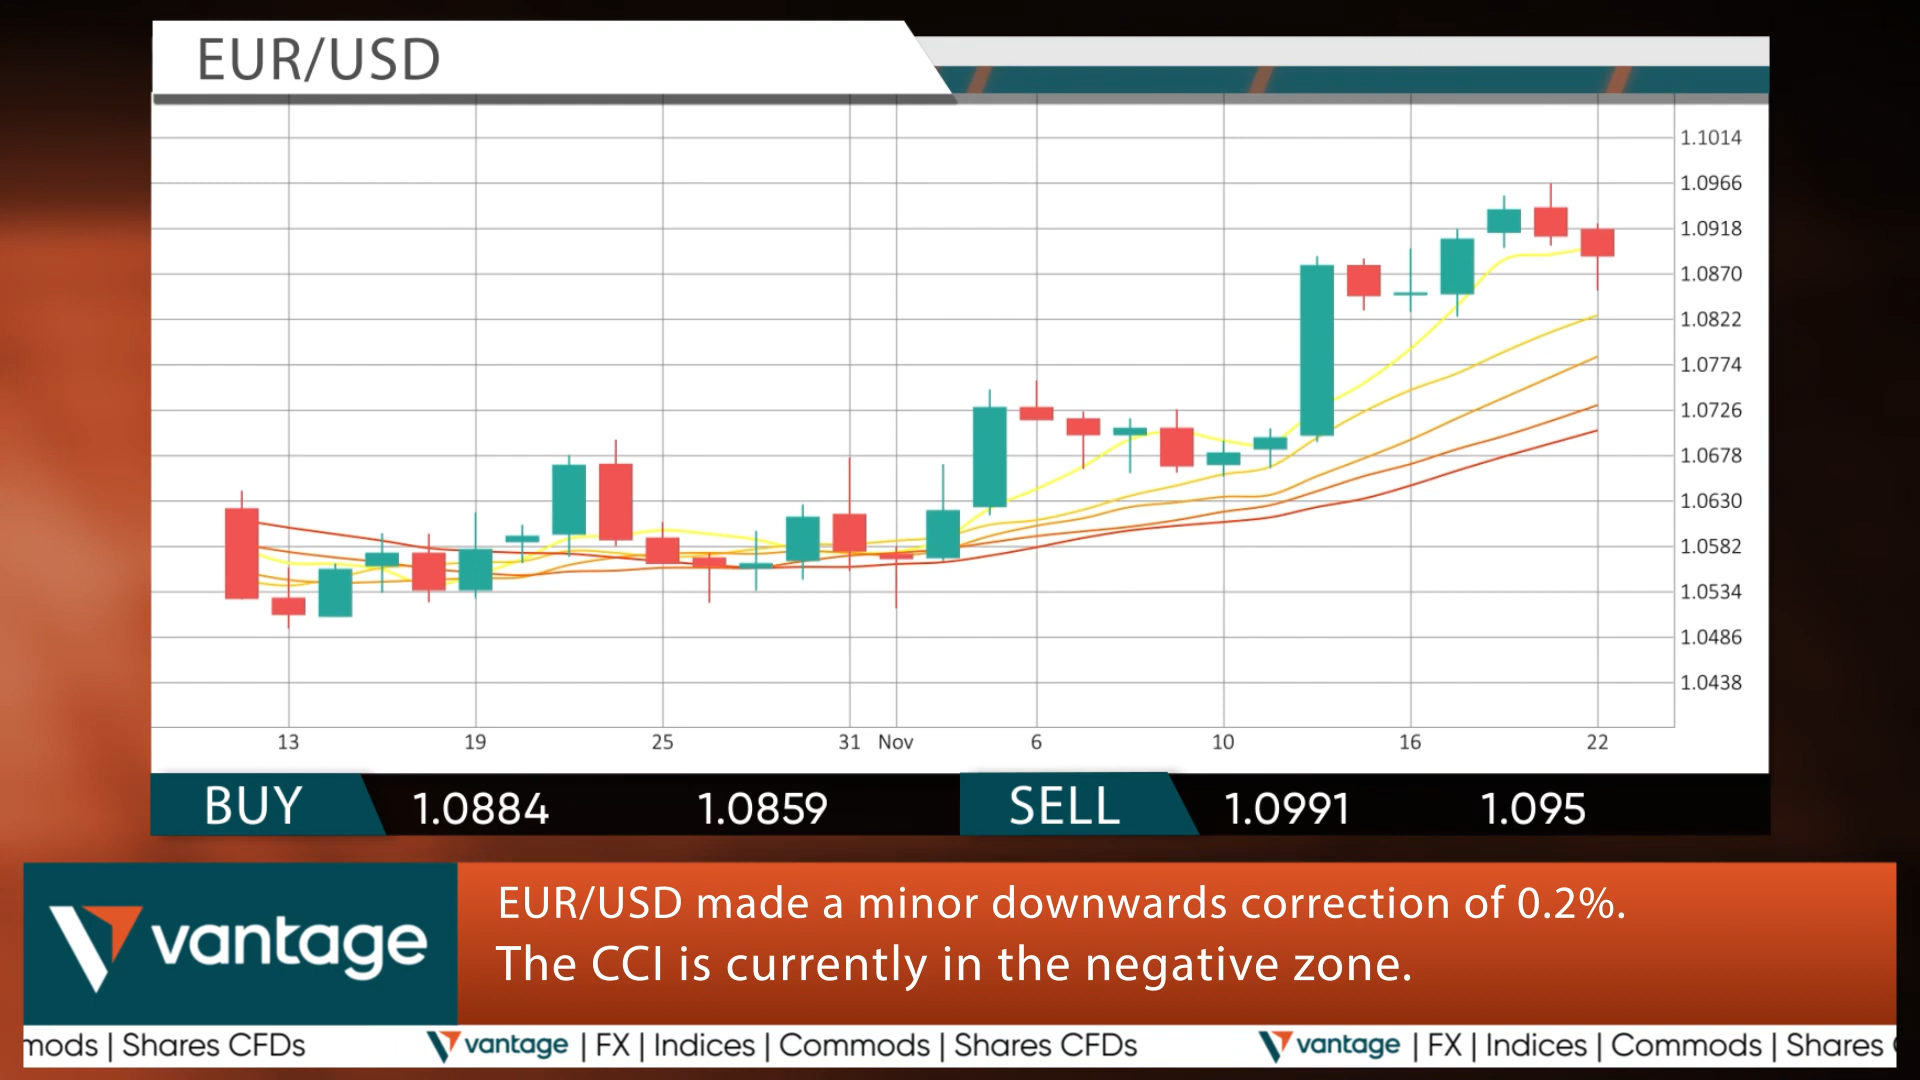 EUR/USD
1.1014
1.0966
1.0918
1.0870
1.0822
1.0774
1.0726
1.0678
1.0630
1.0582
1.0534
1.0486
1.0438
13 19 25 31 Nov 6 10 16 22
BUY 1.0884 1.0859 SELL 1.0991 1.095
vantage
EUR/USD made a minor downwards correction of 0.2%.
The CCI is currently in the negative zone.
mods | Shares CFDs vantage | FX | Indices | Commods | Shares CFDs vantage | FX | Indices | Commods | Shares